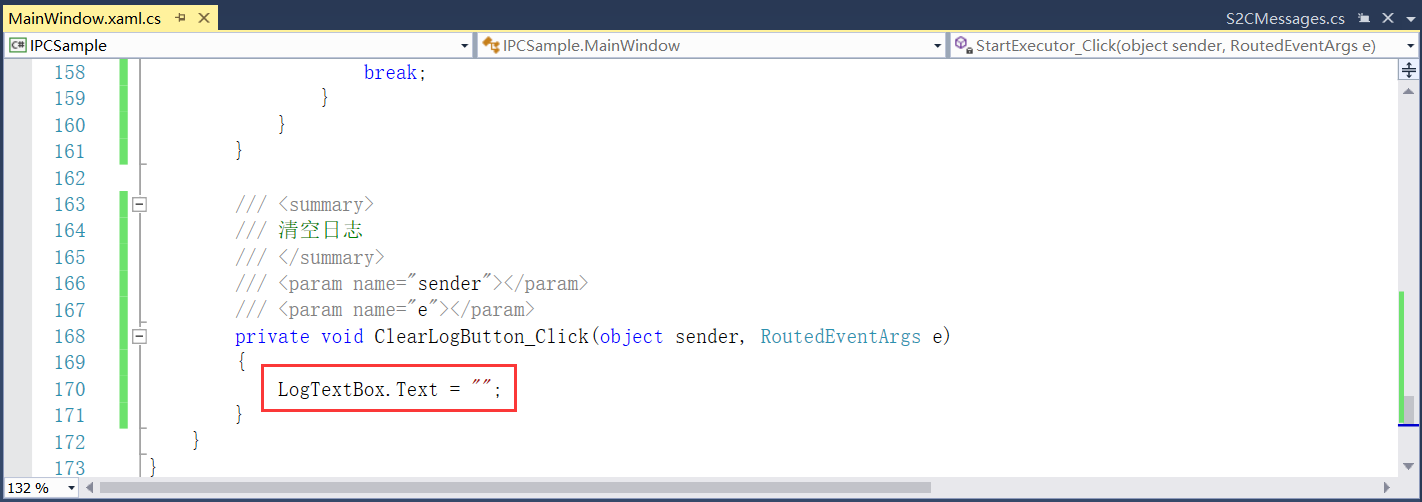 MainWindow.xaml.cs
S2CMessages.cs
IPCSample
IPCSample.MainWindow
StartExecutor_Click(object sender, RoutedEventArgs e)
158 break;
159 }
160 }
161 }
162
163 /// <summary>
164 /// 清空日志
165 /// </summary>
166 /// <param name="sender"></param>
167 /// <param name="e"></param>
168 private void ClearLogButton_Click(object sender, RoutedEventArgs e)
169 {
170 LogTextBox.Text = "";
171 }
172 }
173 }
132 %